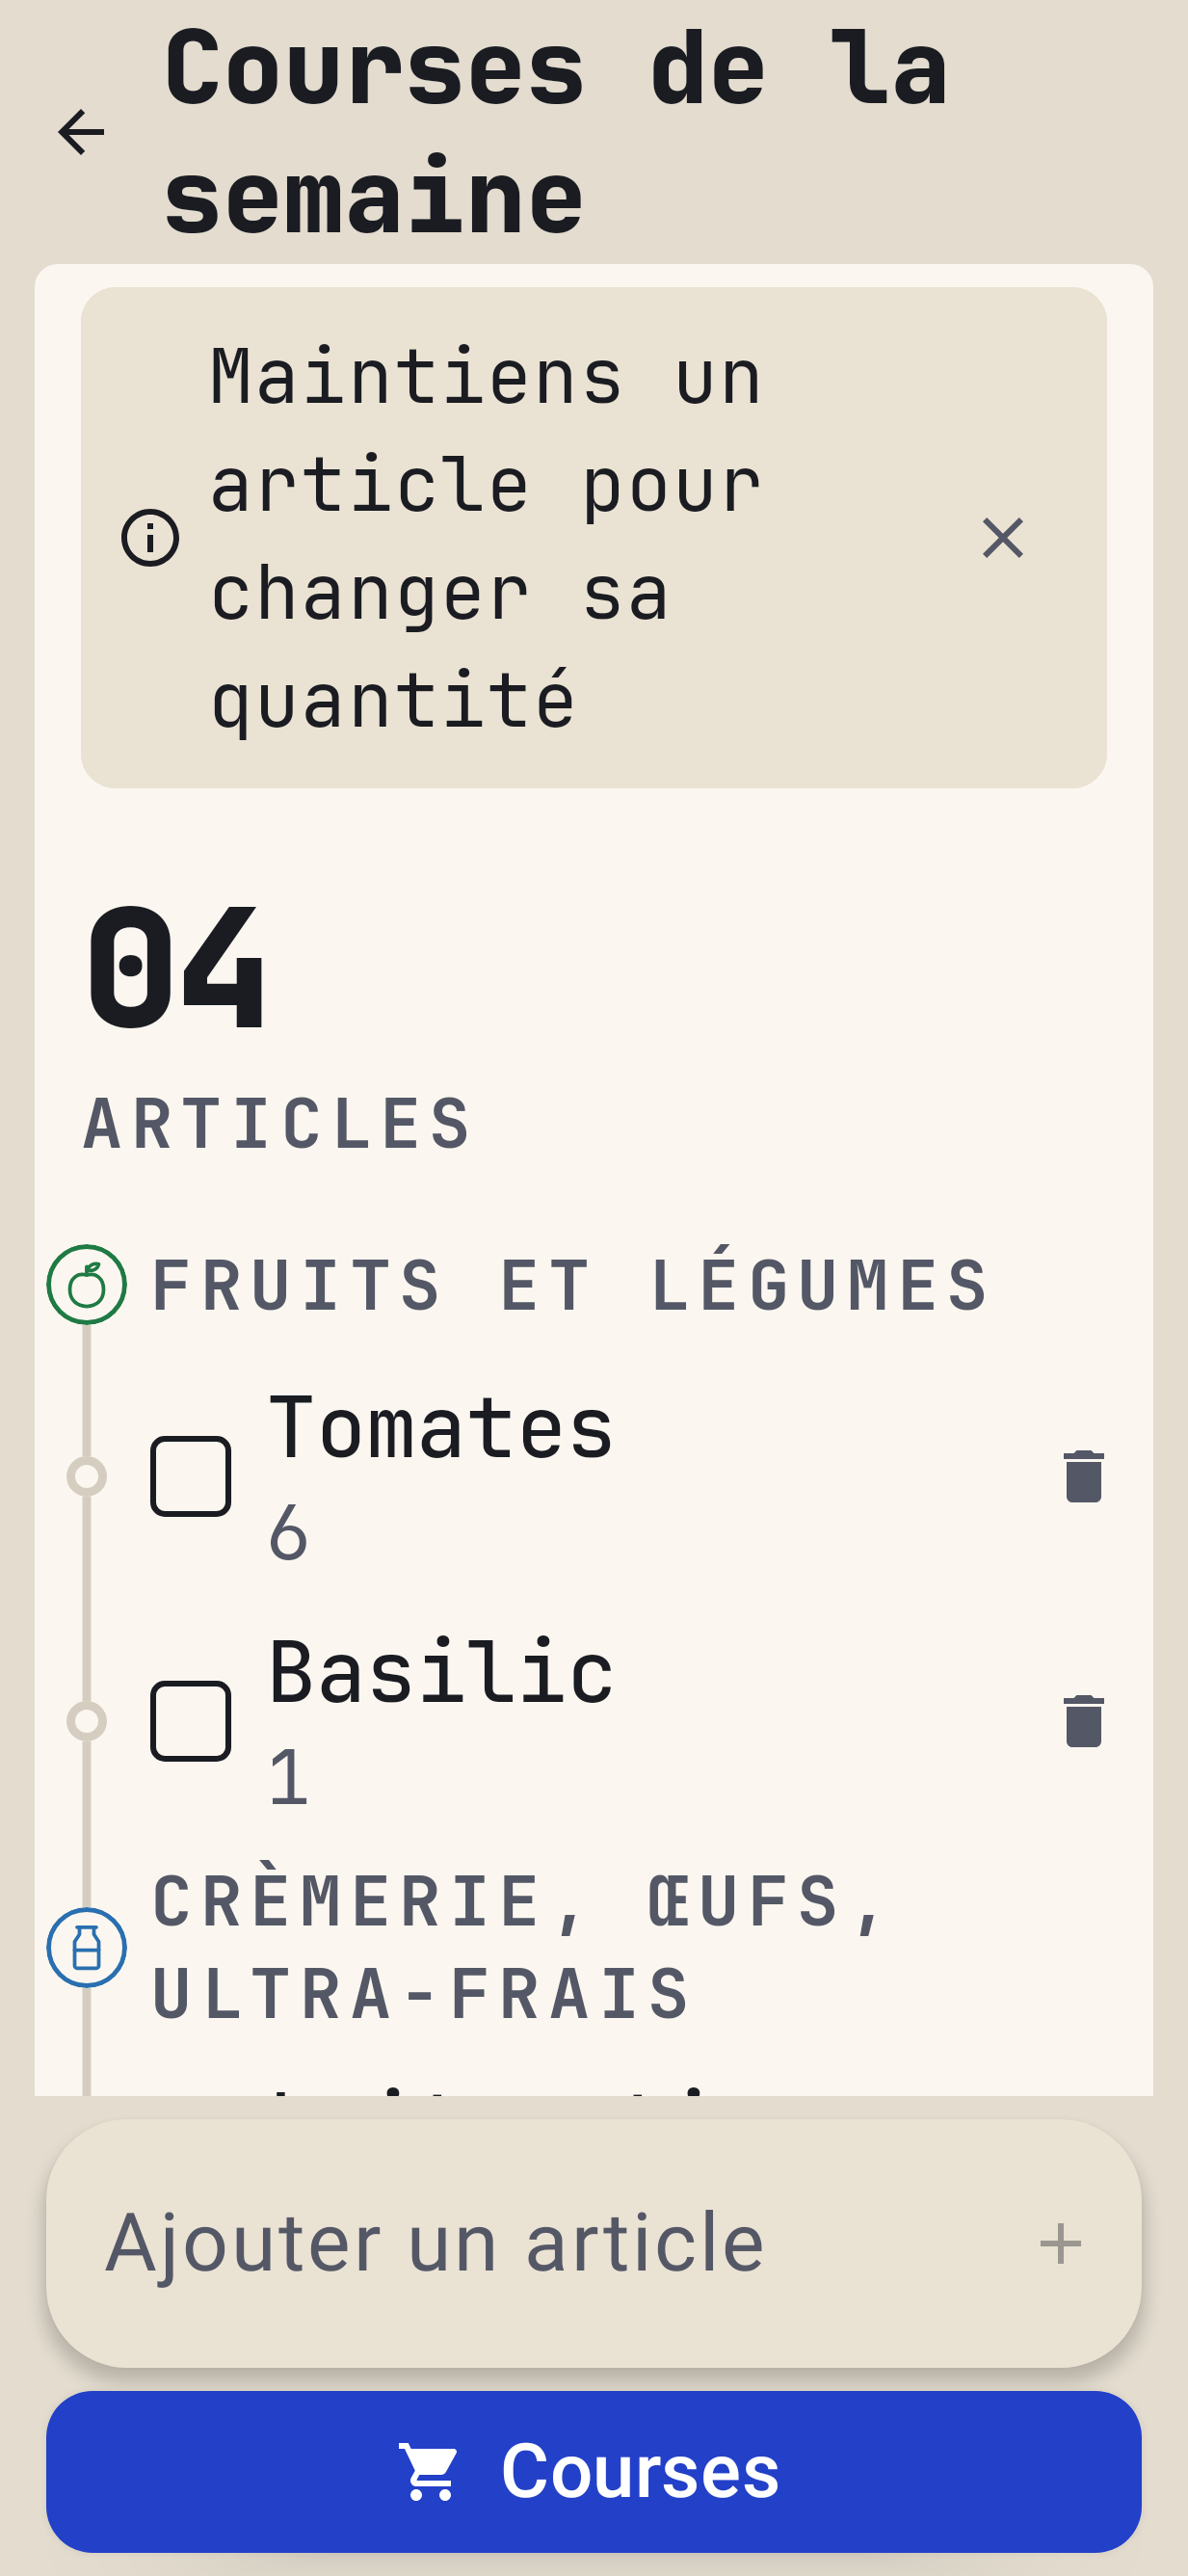 Courses de la
semaine
Maintiens un
article pour
changer sa
quantité
04
ARTICLES
FRUITS ET LÉGUMES
Tomates
6
Basilic
1
CRÈMERIE, ŒUFS,
ULTRA-FRAIS
Ajouter un article
Courses